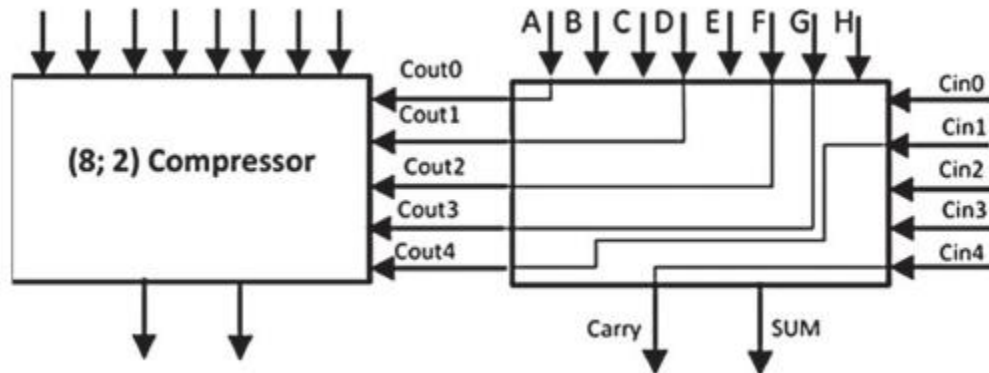 A B C D E F G H
Cout0
Cin0
Cout1
Cin1
(8; 2) Compressor
Cout2
Cin2
Cout3
Cin3
Cout4
Cin4
Carry
SUM